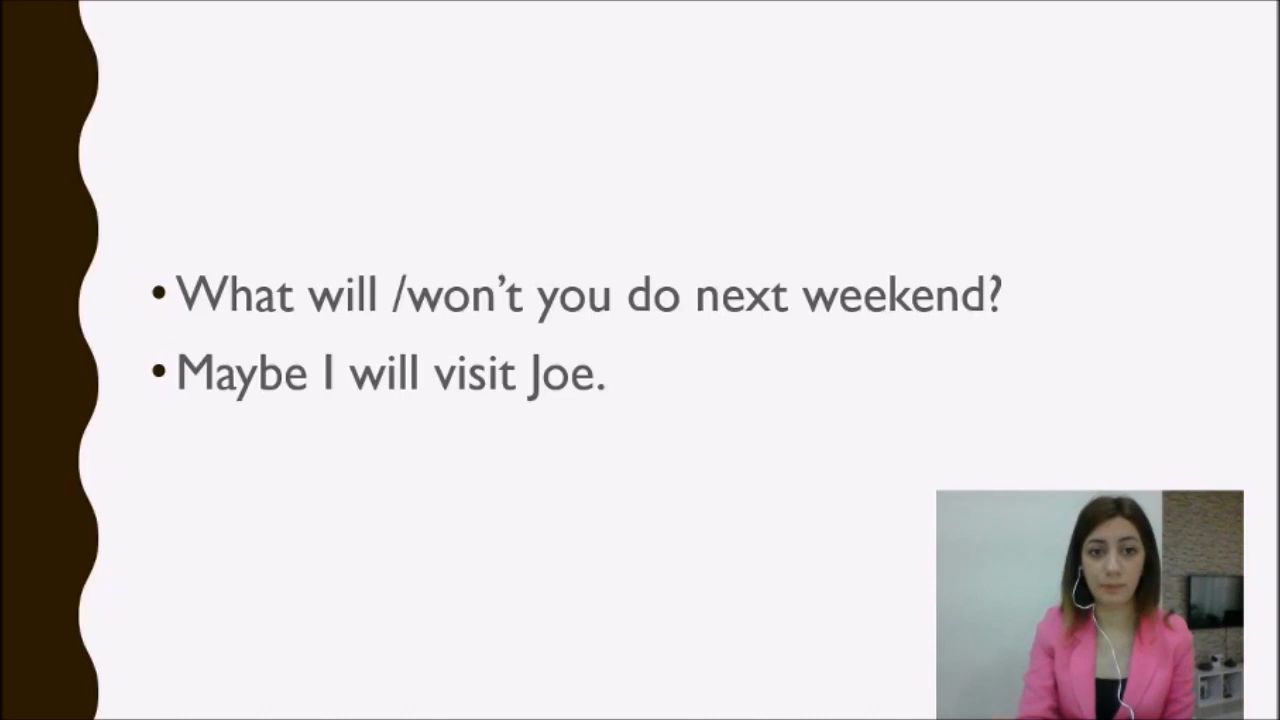 • What will /won't you do next weekend?
• Maybe I will visit Joe.